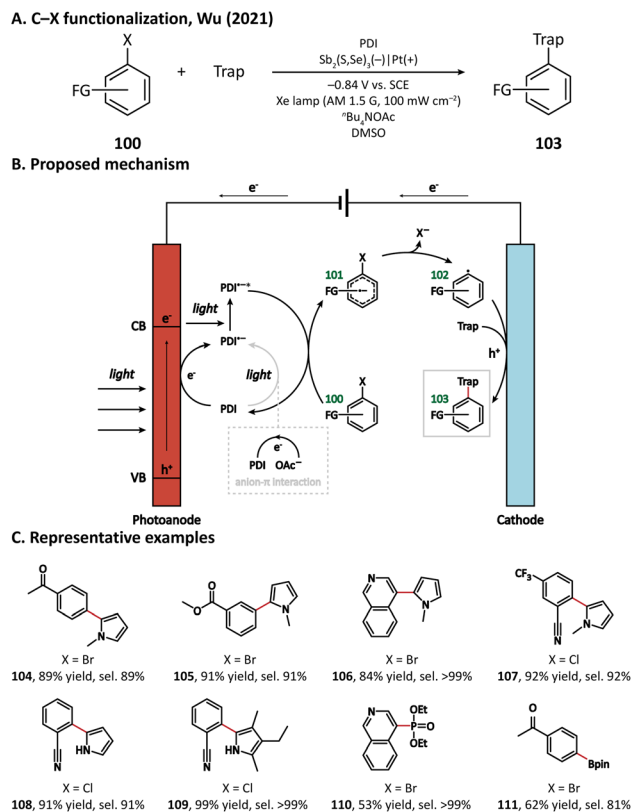 A. C–X functionalization, Wu (2021)
X
FG
100
+
Trap
PDI
Sb2(S,Se)3(–)|Pt(+)
–0.84 V vs. SCE
Xe lamp (AM 1.5 G, 100 mW cm–2)
nBu4NOAc
DMSO
Trap
FG
103
B. Proposed mechanism
e-
e-
X–
X
101
FG
102
FG
PDI•–*
light
CB
e-
PDI•–
Trap
h+
light
e-
light
PDI
X
100
FG
Trap
103
FG
e-
PDI
OAc–
anion-π interaction
h+
VB
Photoanode
Cathode
C. Representative examples
O
N
X = Br
104, 89% yield, sel. 89%
O
O
N
X = Br
105, 91% yield, sel. 91%
N
N
X = Br
106, 84% yield, sel. >99%
CF3
N
N
X = Cl
107, 92% yield, sel. 92%
HN
N
X = Cl
108, 91% yield, sel. 91%
HN
N
X = Cl
109, 99% yield, sel. >99%
N
OEt
P=O
OEt
X = Br
110, 53% yield, sel. >99%
O
Bpin
X = Br
111, 62% yield, sel. 81%